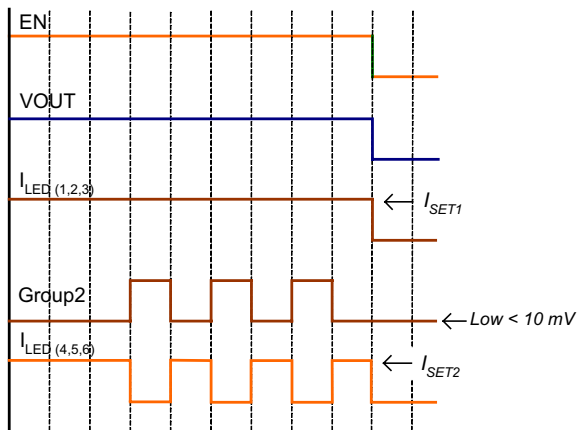 EN
VOUT
ILED (1,2,3)
ISET1
Group2
Low < 10 mV
ILED (4,5,6)
ISET2